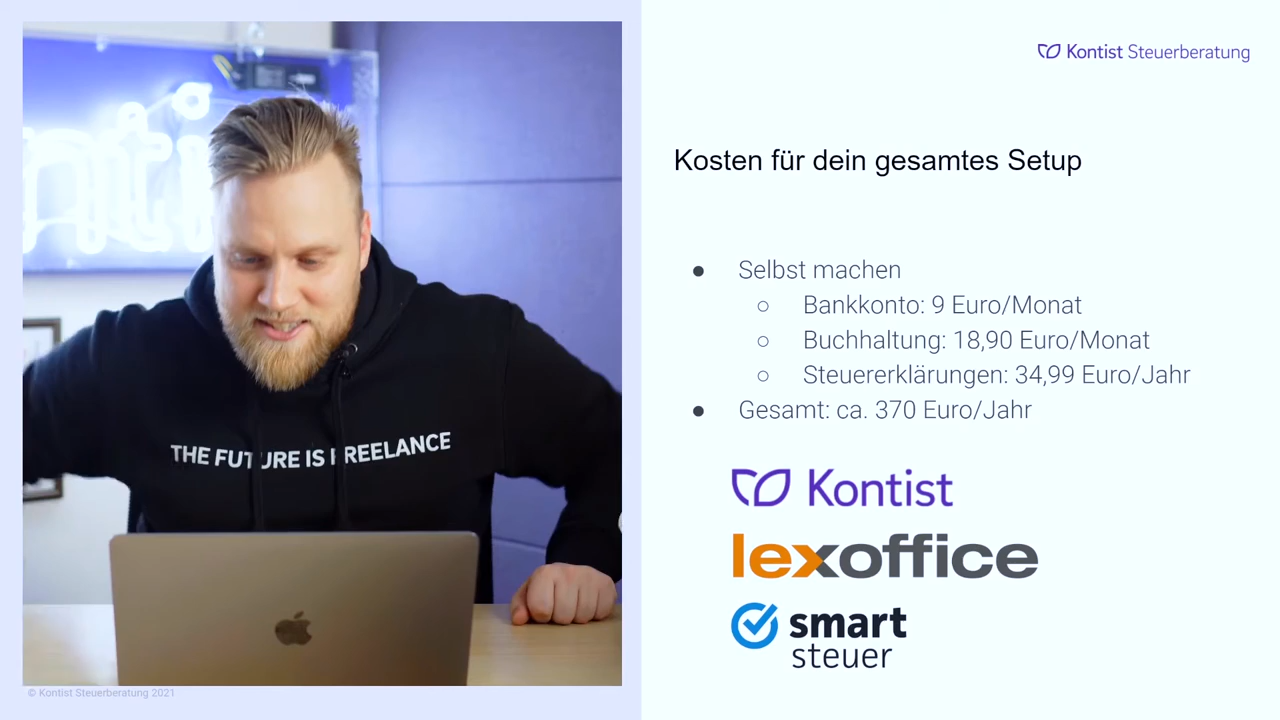 Kontist Steuerberatung
Kosten für dein gesamtes Setup
● Selbst machen
○ Bankkonto: 9 Euro/Monat
○ Buchhaltung: 18,90 Euro/Monat
○ Steuererklärungen: 34,99 Euro/Jahr
● Gesamt: ca. 370 Euro/Jahr
Kontist
lexoffice
smart
steuer
THE FUTURE IS FREELANCE
© Kontist Steuerberatung 2021